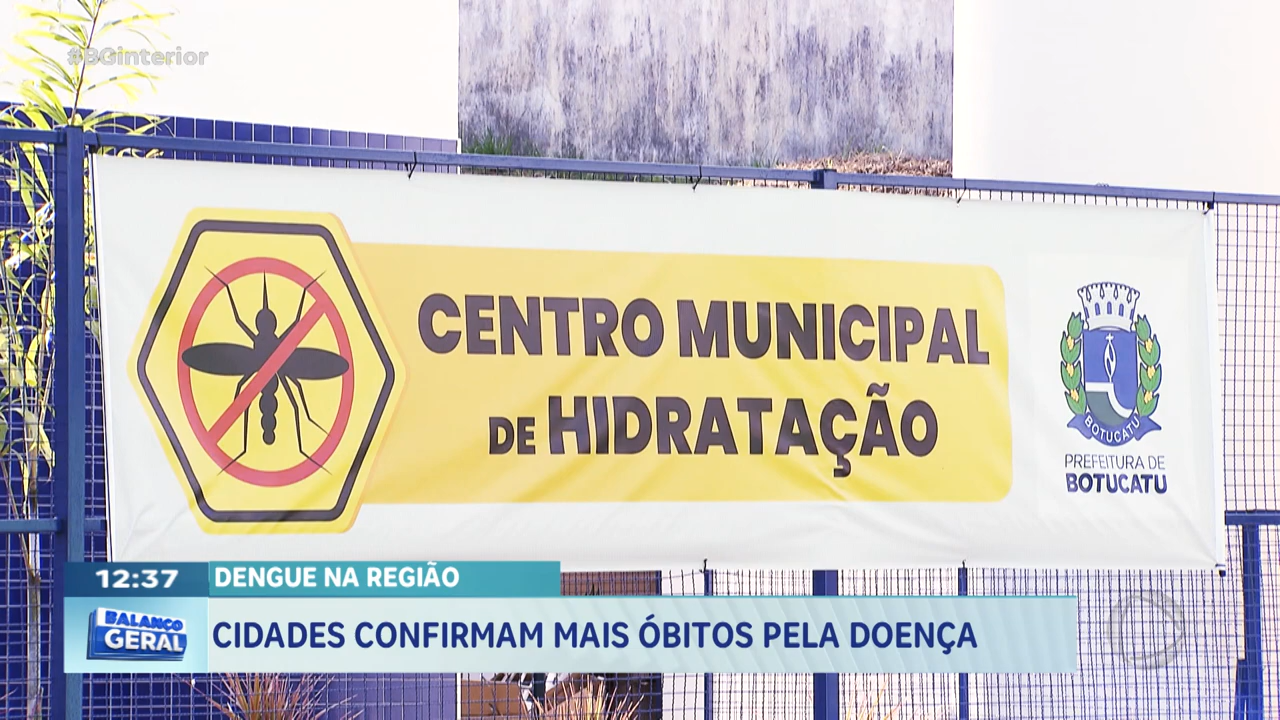 #BGinterior
CENTRO MUNICIPAL
DE HIDRATAÇÃO
BOTUCATU
PREFEITURA DE
BOTUCATU
12:37
DENGUE NA REGIÃO
BALANÇO
GERAL
CIDADES CONFIRMAM MAIS ÓBITOS PELA DOENÇA